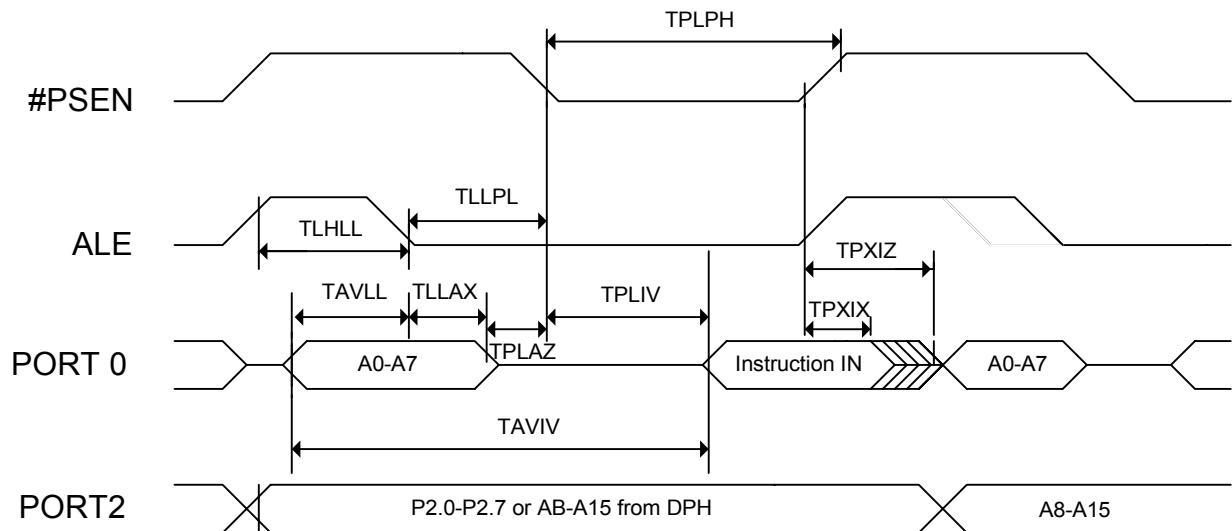 TPLPH
#PSEN
TLLPL
ALE
TLHLL
TPXIZ
TAVLL
TLLAX
TPLIV
TPXIX
PORT 0
A0-A7
TPLAZ
Instruction IN
A0-A7
TAVIV
PORT2
P2.0-P2.7 or AB-A15 from DPH
A8-A15